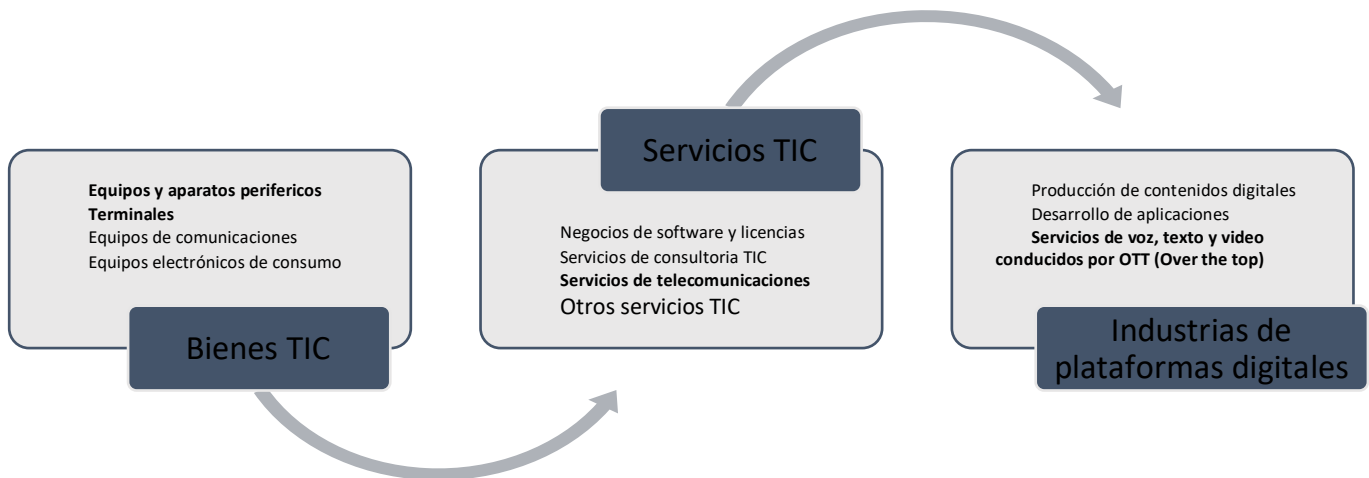 Equipos y aparatos perifericos
Terminales
Equipos de comunicaciones
Equipos electrónicos de consumo
Bienes TIC
Servicios TIC
Negocios de software y licencias
Servicios de consultoria TIC
Servicios de telecomunicaciones
Otros servicios TIC
Producción de contenidos digitales
Desarrollo de aplicaciones
Servicios de voz, texto y video
conducidos por OTT (Over the top)
Industrias de
plataformas digitales